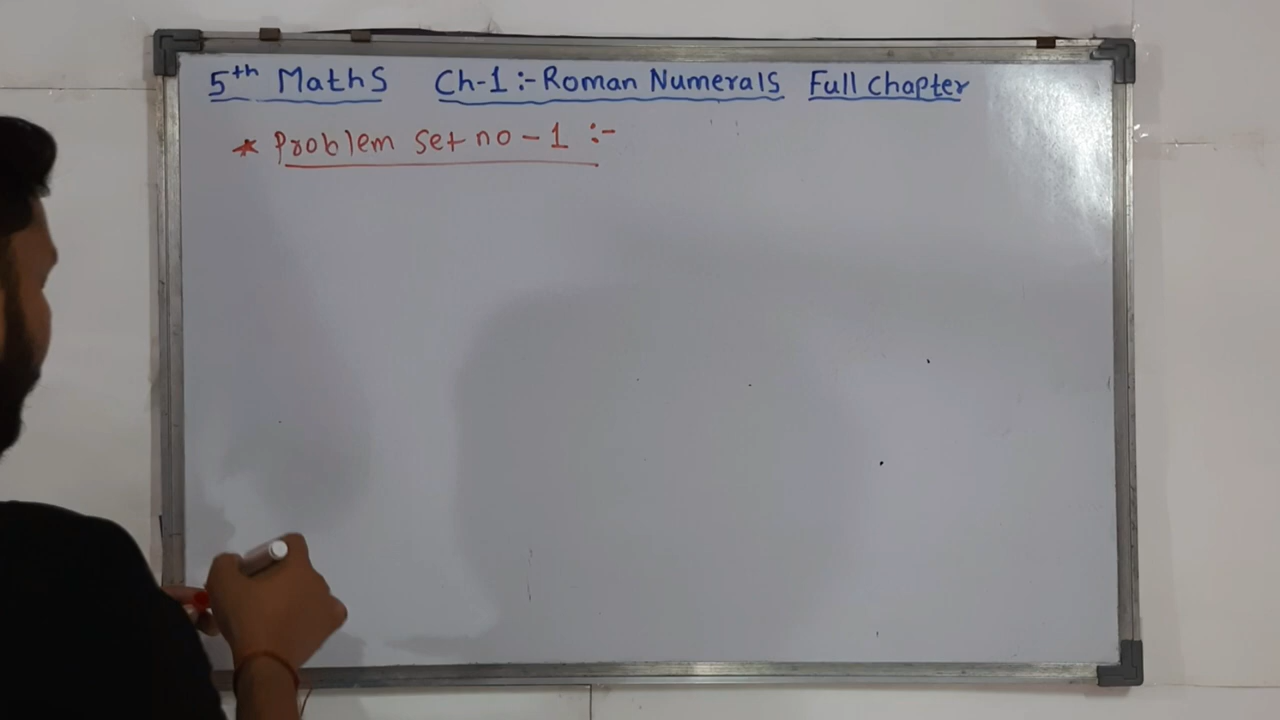 5th Maths Ch-1:- Roman Numerals Full Chapter
* Problem set no - 1 :-